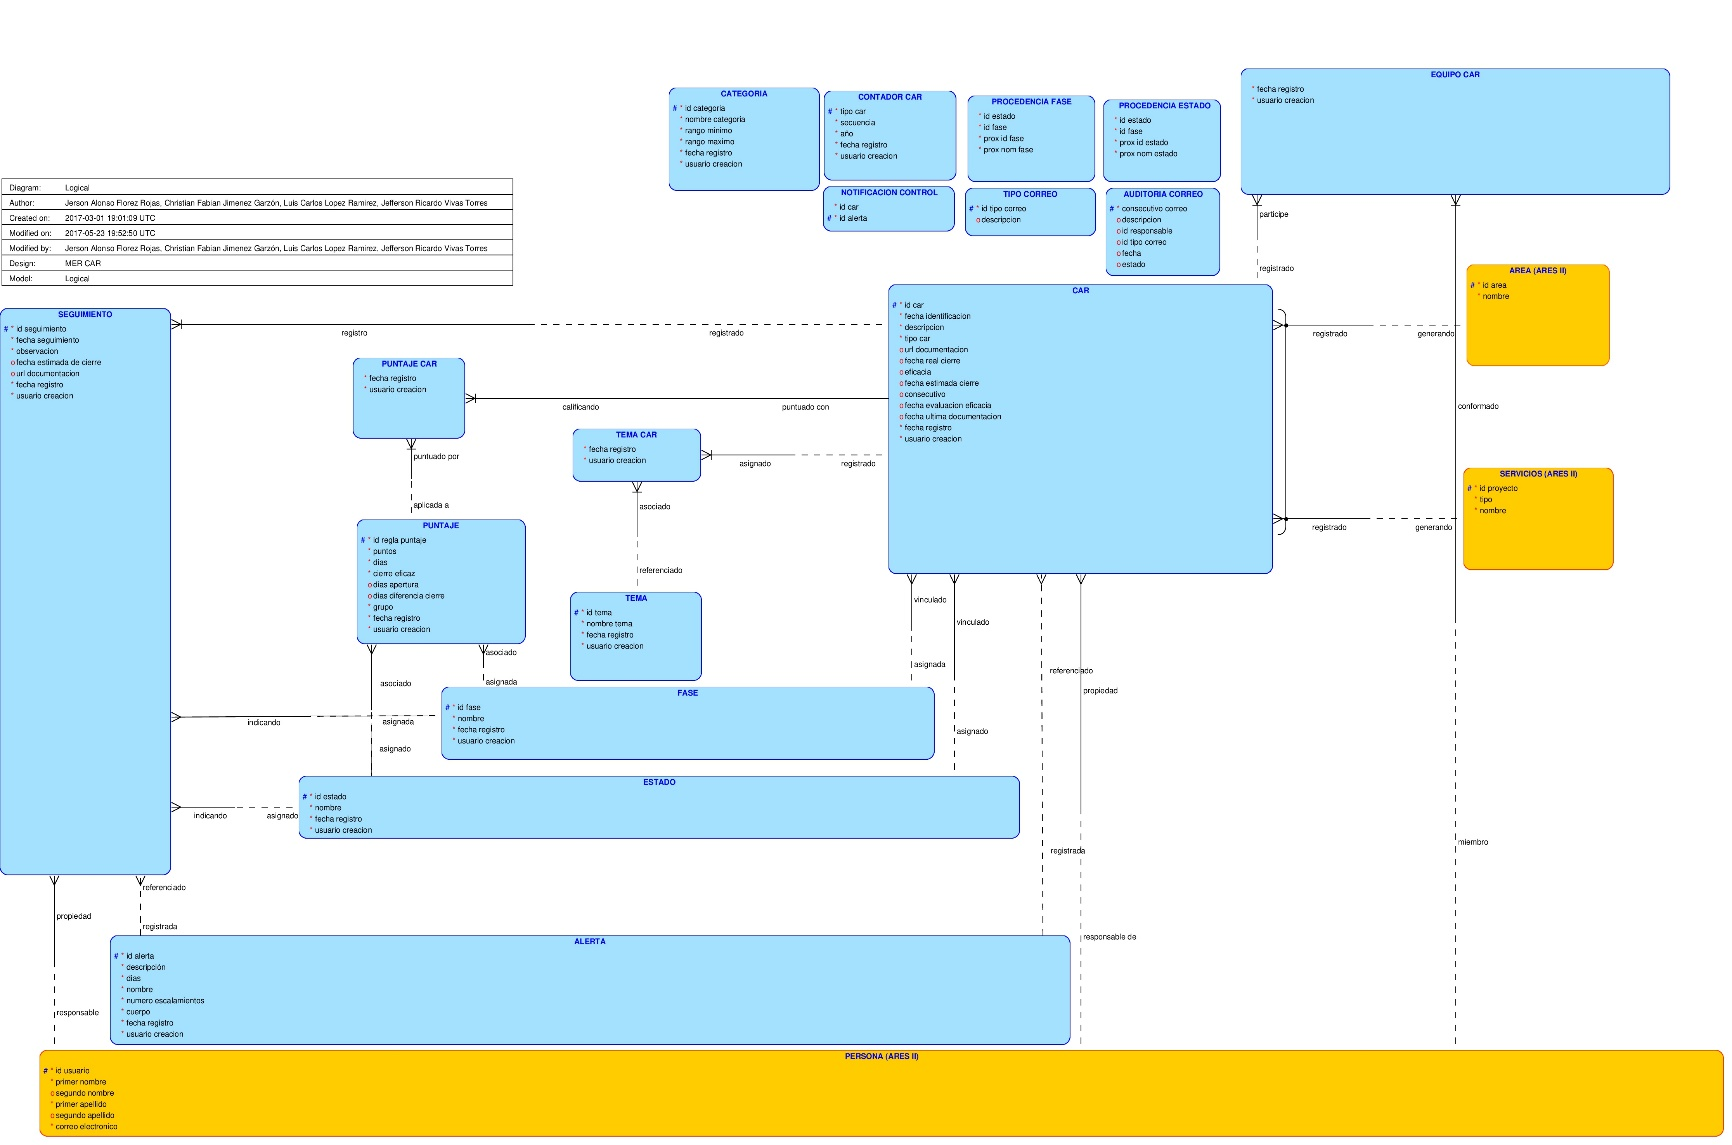 EQUIPO CAR
* fecha registro
* usuario creacion
CATEGORIA
# * id categoria
* nombre categoria
* rango minimo
* rango maximo
* fecha registro
* usuario creacion
CONTADOR CAR
# * tipo car
* secuencia
* año
* fecha registro
* usuario creacion
PROCEDENCIA FASE
* id estado
* id fase
* prox id fase
* prox nom fase
PROCEDENCIA ESTADO
* id estado
* id fase
* prox id estado
* prox nom estado
NOTIFICACION CONTROL
* id car
# * id alerta
TIPO CORREO
# * id tipo correo
o descripcion
AUDITORIA CORREO
# * consecutivo correo
o descripcion
o id responsable
o id tipo correo
o fecha
o estado
Diagram: Logical
Author: Jerson Alonso Florez Rojas, Christian Fabian Jimenez Garzón, Luis Carlos Lopez Ramirez, Jefferson Ricardo Vivas Torres
Created on: 2017-03-01 19:01:09 UTC
Modified on: 2017-05-23 19:52:50 UTC
Modified by: Jerson Alonso Florez Rojas, Christian Fabian Jimenez Garzón, Luis Carlos Lopez Ramirez, Jefferson Ricardo Vivas Torres
Design: MER CAR
Model: Logical
participe
registrado
AREA (ARES II)
# * id area
* nombre
CAR
# * id car
* fecha identificacion
* descripcion
* tipo car
o url documentacion
o fecha real cierre
o eficacia
o fecha estimada cierre
o consecutivo
o fecha evaluacion eficacia
o fecha ultima documentacion
* fecha registro
* usuario creacion
SEGUIMIENTO
# * id seguimiento
* fecha seguimiento
* observacion
o fecha estimada de cierre
o url documentacion
* fecha registro
* usuario creacion
registro
registrado
registrado
generando
PUNTAJE CAR
* fecha registro
* usuario creacion
calificando
puntuado con
conformado
TEMA CAR
* fecha registro
* usuario creacion
asignado
registrado
puntuado por
aplicada a
asociado
referenciado
SERVICIOS (ARES II)
# * id proyecto
* tipo
* nombre
registrado
generando
PUNTAJE
# * id regla puntaje
* puntos
* dias
* cierre eficaz
o dias apertura
o dias diferencia cierre
* grupo
* fecha registro
* usuario creacion
TEMA
# * id tema
* nombre tema
* fecha registro
* usuario creacion
vinculado
vinculado
asociado
asignada
asociado
asignada
referenciado
propiedad
FASE
# * id fase
* nombre
* fecha registro
* usuario creacion
indicando
asignada
asignado
asignado
ESTADO
# * id estado
* nombre
* fecha registro
* usuario creacion
indicando
asignado
registrada
miembro
referenciado
propiedad
registrada
responsable de
ALERTA
# * id alerta
* descripción
* dias
* nombre
* numero escalamientos
* cuerpo
* fecha registro
* usuario creacion
responsable
PERSONA (ARES II)
# * id usuario
* primer nombre
o segundo nombre
* primer apellido
o segundo apellido
* correo electronico